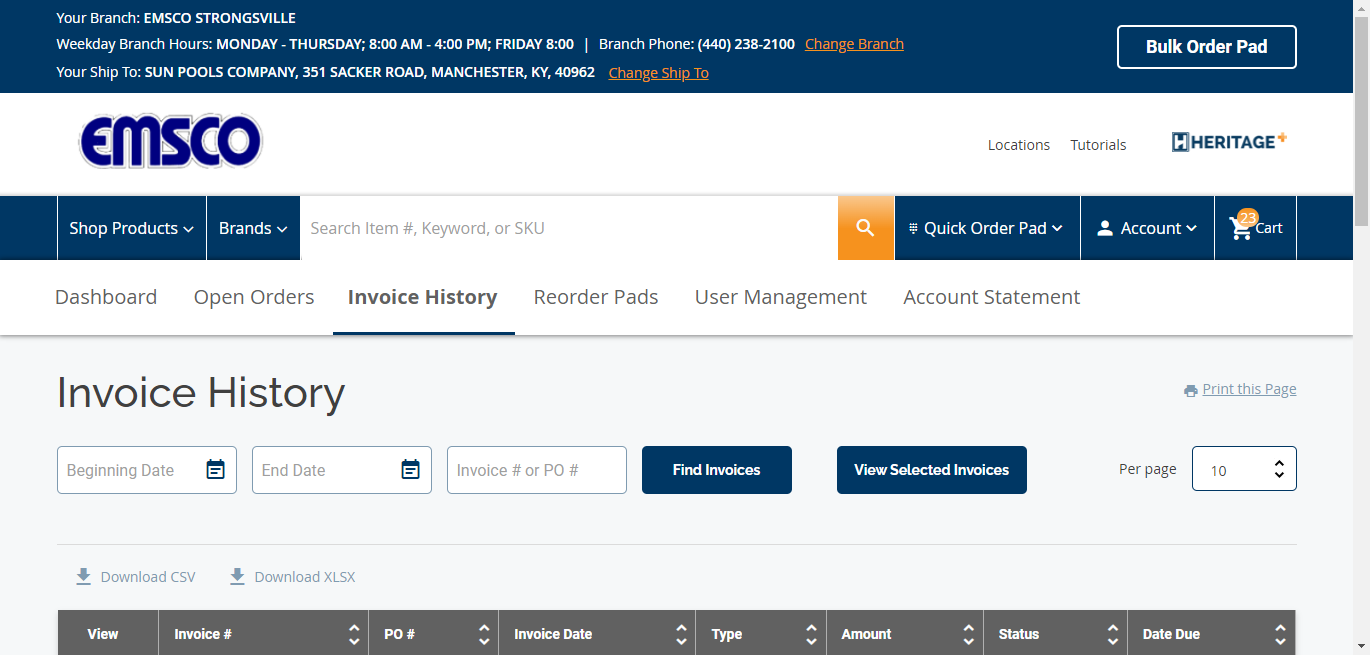 Your Branch: EMSCO STRONGSVILLE
Weekday Branch Hours: MONDAY - THURSDAY; 8:00 AM - 4:00 PM; FRIDAY 8:00 | Branch Phone: (440) 238-2100 Change Branch
Your Ship To: SUN POOLS COMPANY, 351 SACKER ROAD, MANCHESTER, KY, 40962 Change Ship To
Bulk Order Pad
EMSCO
Locations Tutorials
HERITAGE+
Shop Products Brands Search Item #, Keyword, or SKU Quick Order Pad Account 23 Cart
Dashboard Open Orders Invoice History Reorder Pads User Management Account Statement
Invoice History
Print this Page
Beginning Date End Date Invoice # or PO # Find Invoices View Selected Invoices Per page 10
Download CSV Download XLSX
View Invoice # PO # Invoice Date Type Amount Status Date Due